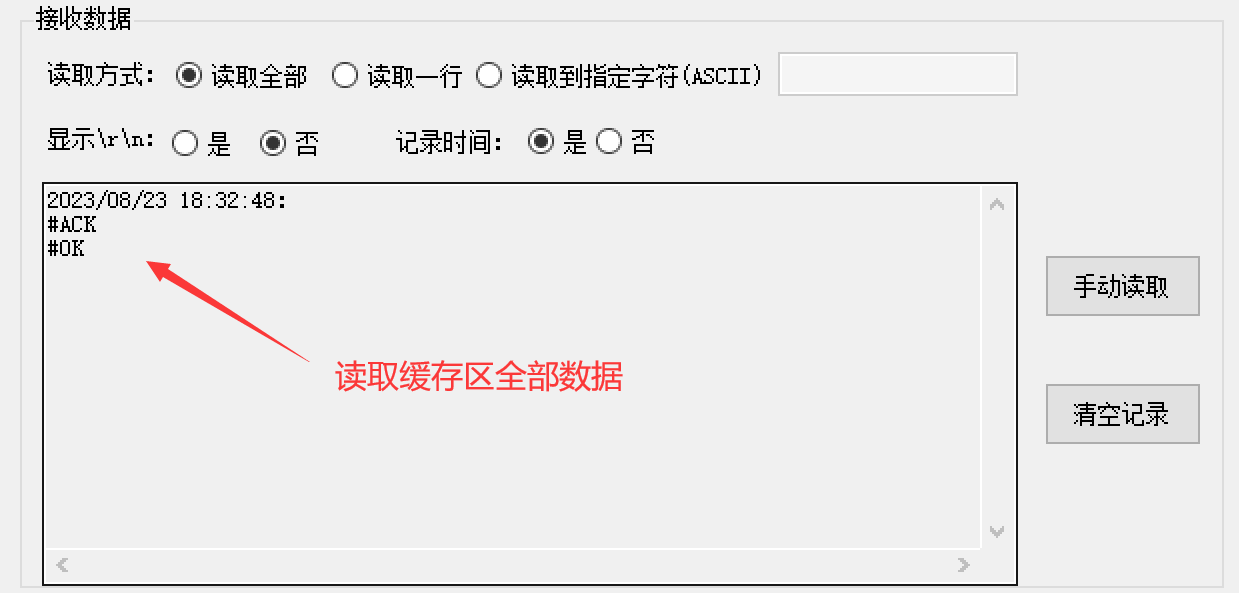 接收数据
读取方式: 读取全部 读取一行 读取到指定字符(ASCII)
显示\r\n: 是 否 记录时间: 是 否
2023/08/23 18:32:48:
#ACK
#OK
手动读取
读取缓存区全部数据
清空记录